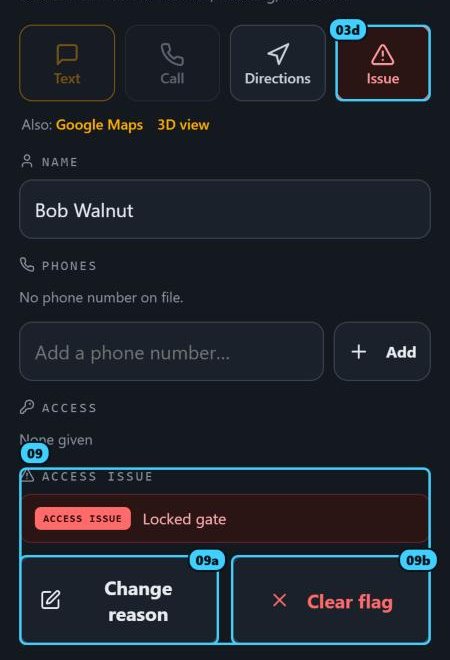 03d
Text
Call
Directions
Issue
Also: Google Maps 3D view
NAME
Bob Walnut
PHONES
No phone number on file.
Add a phone number...
+ Add
ACCESS
None given
09
ACCESS ISSUE
ACCESS ISSUE Locked gate
09a
09b
Change
reason
Clear flag